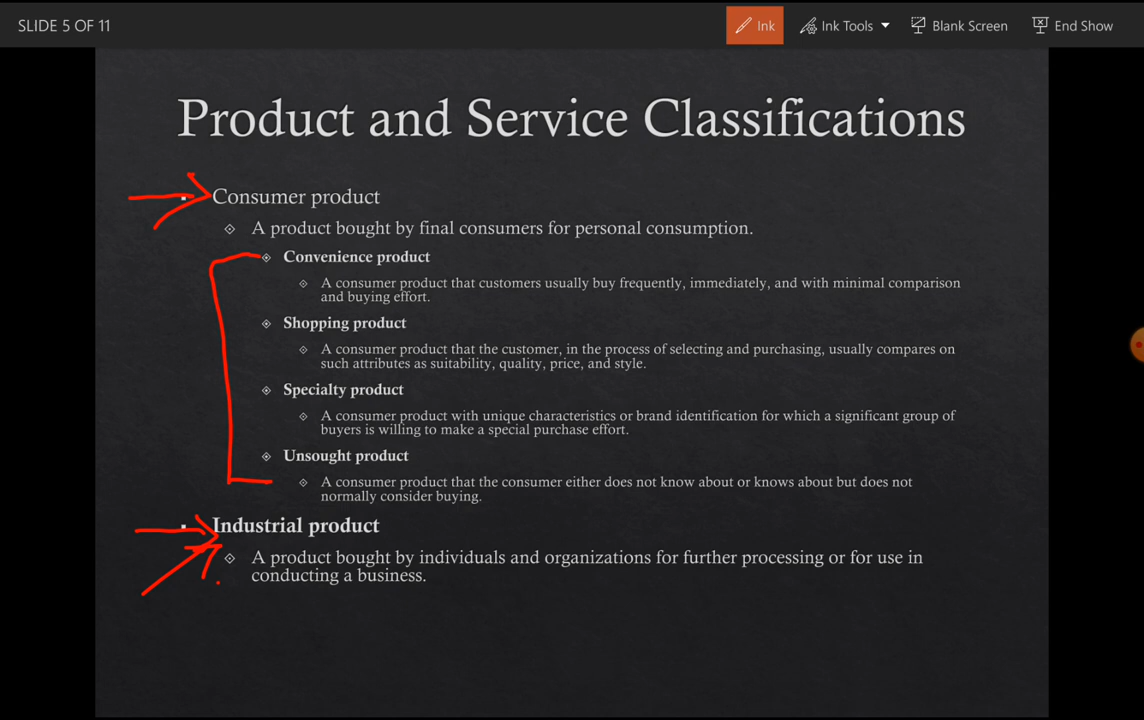 SLIDE 5 OF 11
Ink
Ink Tools
Blank Screen
End Show
Product and Service Classifications
Consumer product
A product bought by final consumers for personal consumption.
Convenience product
A consumer product that customers usually buy frequently, immediately, and with minimal comparison
and buying effort.
Shopping product
A consumer product that the customer, in the process of selecting and purchasing, usually compares on
such attributes as suitability, quality, price, and style.
Specialty product
A consumer product with unique characteristics or brand identification for which a significant group of
buyers is willing to make a special purchase effort.
Unsought product
A consumer product that the consumer either does not know about or knows about but does not
normally consider buying.
Industrial product
A product bought by individuals and organizations for further processing or for use in
conducting a business.